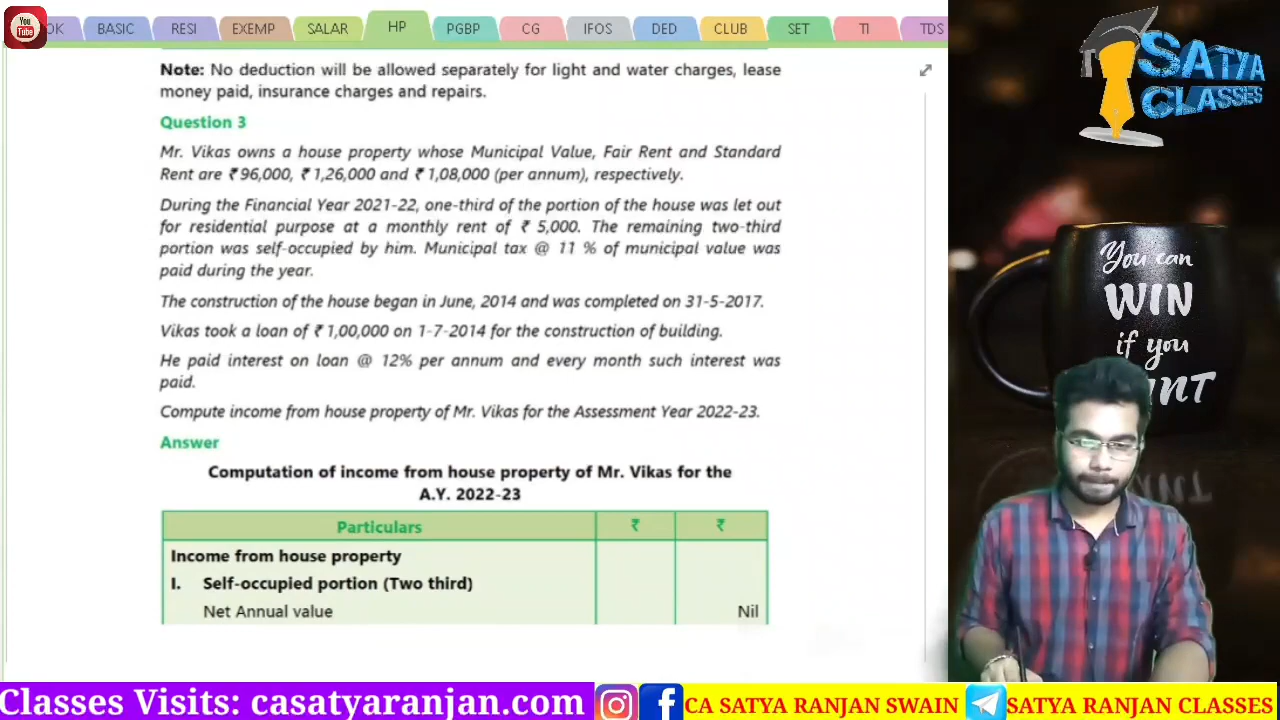 You
Tube
OK BASIC RESI EXEMP SALAR HP PGBP CG IFOS DED CLUB SET TI TDS
SATYA
CLASSES
Note: No deduction will be allowed separately for light and water charges, lease
money paid, insurance charges and repairs.
Question 3
Mr. Vikas owns a house property whose Municipal Value, Fair Rent and Standard
Rent are ₹ 96,000, ₹ 1,26,000 and ₹ 1,08,000 (per annum), respectively.
During the Financial Year 2021-22, one-third of the portion of the house was let out
for residential purpose at a monthly rent of ₹ 5,000. The remaining two-third
portion was self-occupied by him. Municipal tax @ 11 % of municipal value was
paid during the year.
The construction of the house began in June, 2014 and was completed on 31-5-2017.
Vikas took a loan of ₹ 1,00,000 on 1-7-2014 for the construction of building.
He paid interest on loan @ 12% per annum and every month such interest was
paid.
Compute income from house property of Mr. Vikas for the Assessment Year 2022-23.
Answer
Computation of income from house property of Mr. Vikas for the
A.Y. 2022-23
Particulars ₹ ₹
Income from house property
I. Self-occupied portion (Two third)
Net Annual value Nil
You can
WIN
if you
Classes Visits: casatyaranjan.com
CA SATYA RANJAN SWAIN
SATYA RANJAN CLASSES